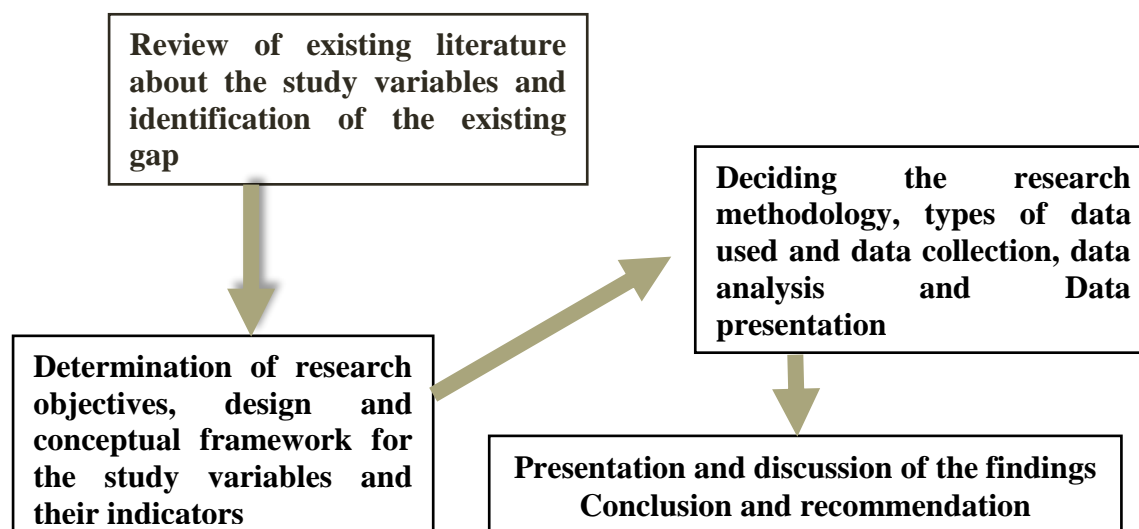 Review of existing literature
about the study variables and
identification of the existing
gap
Determination of research
objectives, design and
conceptual framework for
the study variables and
their indicators
Deciding the research
methodology, types of data
used and data collection, data
analysis and Data
presentation
Presentation and discussion of the findings
Conclusion and recommendation